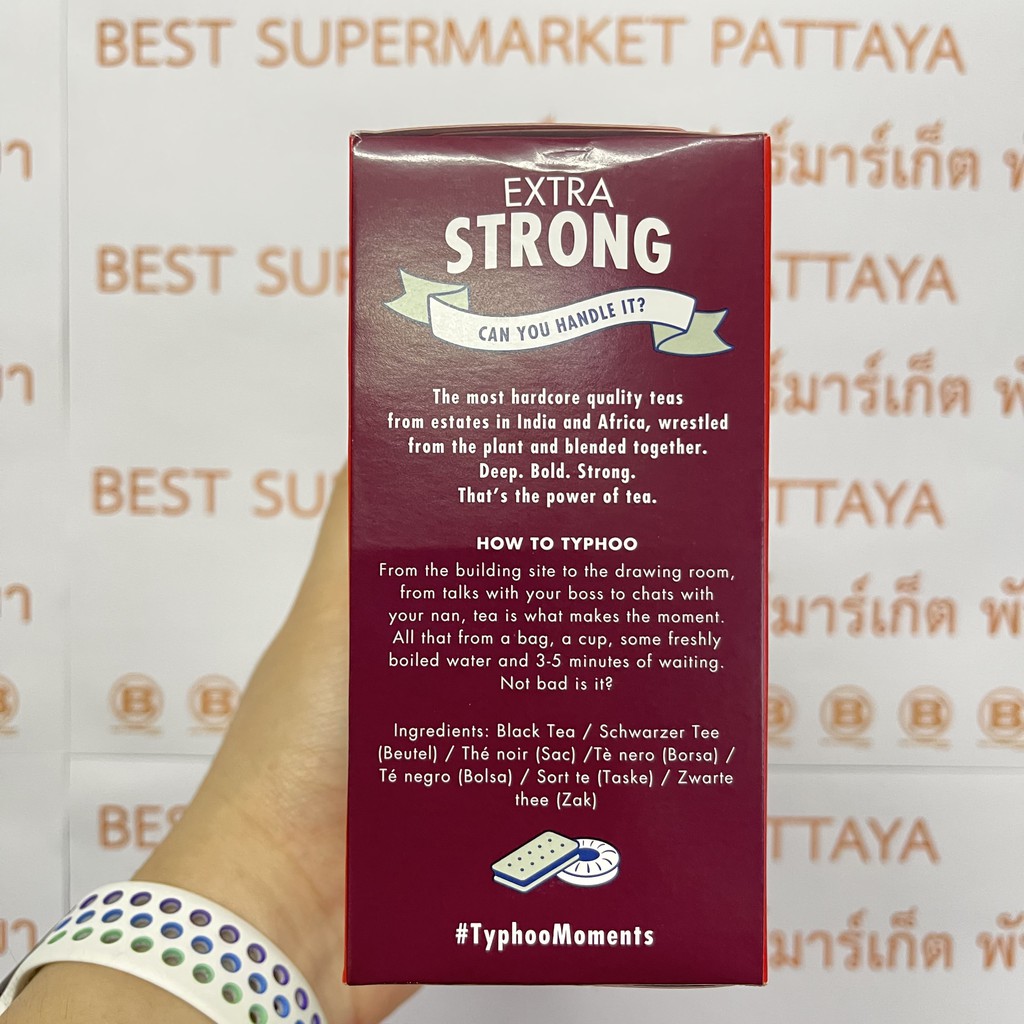 BEST SUPERMARKET PATTAYA
EXTRA
STRONG
CAN YOU HANDLE IT?
The most hardcore quality teas
from estates in India and Africa, wrestled
from the plant and blended together.
Deep. Bold. Strong.
That's the power of tea.
HOW TO TYPHOO
From the building site to the drawing room,
from talks with your boss to chats with
your nan, tea is what makes the moment.
All that from a bag, a cup, some freshly
boiled water and 3-5 minutes of waiting.
Not bad is it?
Ingredients: Black Tea / Schwarzer Tee
(Beutel) / Thé noir (Sac) /Tè nero (Borsa) /
Té negro (Bolsa) / Sort te (Taske) / Zwarte
thee (Zak)
#TyphooMoments